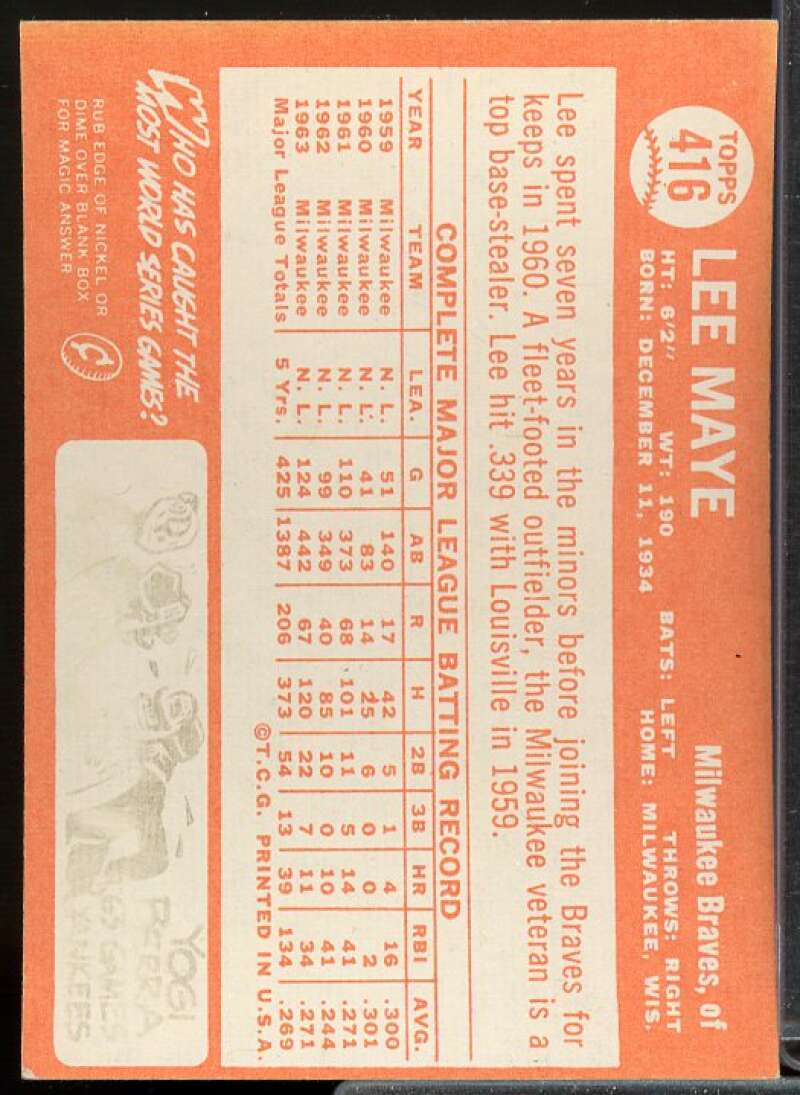 TOPPS
416
LEE MAYE
Milwaukee Braves, of
HT: 6'2" WT: 190 BATS: LEFT THROWS: RIGHT
BORN: DECEMBER 11, 1934 HOME: MILWAUKEE, WIS.
Lee spent seven years in the minors before joining the Braves for
keeps in 1960. A fleet-footed outfielder, the Milwaukee veteran is a
top base-stealer. Lee hit .339 with Louisville in 1959.
COMPLETE MAJOR LEAGUE BATTING RECORD
YEAR TEAM LEA. G AB R H 2B 3B HR RBI AVG.
1959 Milwaukee N. L. 51 140 17 42 5 1 4 16 .300
1960 Milwaukee N. L. 41 83 14 25 6 0 0 2 .301
1961 Milwaukee N. L. 110 373 68 101 11 5 14 41 .271
1962 Milwaukee N. L. 99 349 40 85 10 0 10 41 .244
1963 Milwaukee N. L. 124 442 67 120 22 7 11 34 .271
Major League Totals 5 Yrs. 425 1387 206 373 54 13 39 134 .269
©T.C.G. PRINTED IN U.S.A.
WHO HAS CAUGHT THE
MOST WORLD SERIES GAMES?
RUB EDGE OF NICKEL OR
DIME OVER BLANK BOX
FOR MAGIC ANSWER
C
YOGI
BERRA
63 GAMES
YANKEES